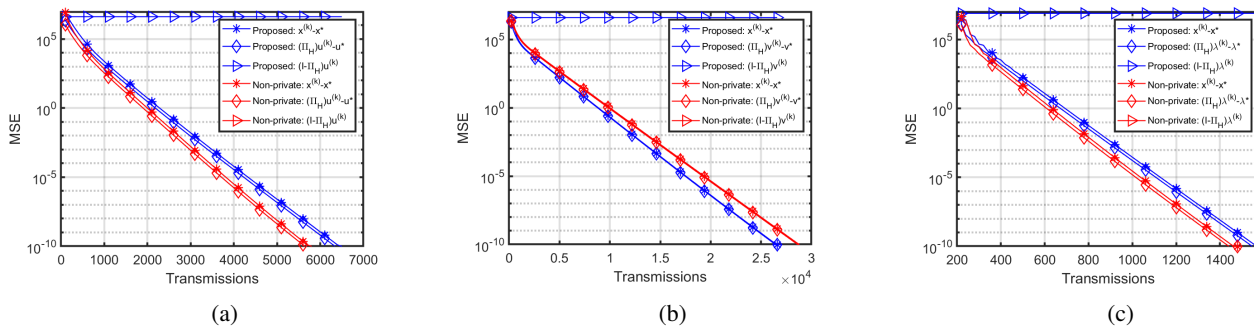 10^5
10^0
10^-5
10^-10
MSE
0 1000 2000 3000 4000 5000 6000 7000
Transmissions
Proposed: x^(k)-x*
Proposed: (Π_H)u^(k)-u*
Proposed: (I-Π_H)u^(k)
Non-private: x^(k)-x*
Non-private: (Π_H)u^(k)-u*
Non-private: (I-Π_H)u^(k)
(a)
10^5
10^0
10^-5
10^-10
MSE
0 0.5 1 1.5 2 2.5 3
Transmissions
× 10^4
Proposed: x^(k)-x*
Proposed: (Π_H)v^(k)-v*
Proposed: (I-Π_H)v^(k)
Non-private: x^(k)-x*
Non-private: (Π_H)v^(k)-v*
Non-private: (I-Π_H)v^(k)
(b)
10^5
10^0
10^-5
10^-10
MSE
200 400 600 800 1000 1200 1400
Transmissions
Proposed: x^(k)-x*
Proposed: (Π_H)λ^(k)-λ*
Proposed: (I-Π_H)λ^(k)
Non-private: x^(k)-x*
Non-private: (Π_H)λ^(k)-λ*
Non-private: (I-Π_H)λ^(k)
(c)